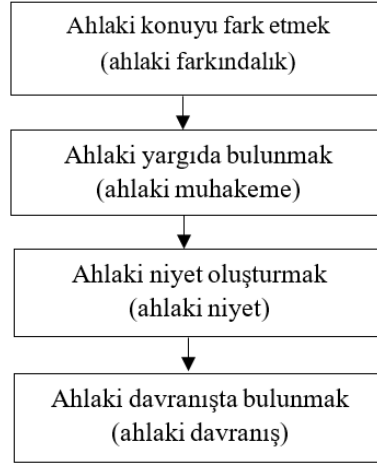 Ahlaki konuyu fark etmek
(ahlaki farkındalık)
Ahlaki yargıda bulunmak
(ahlaki muhakeme)
Ahlaki niyet oluşturmak
(ahlaki niyet)
Ahlaki davranışta bulunmak
(ahlaki davranış)